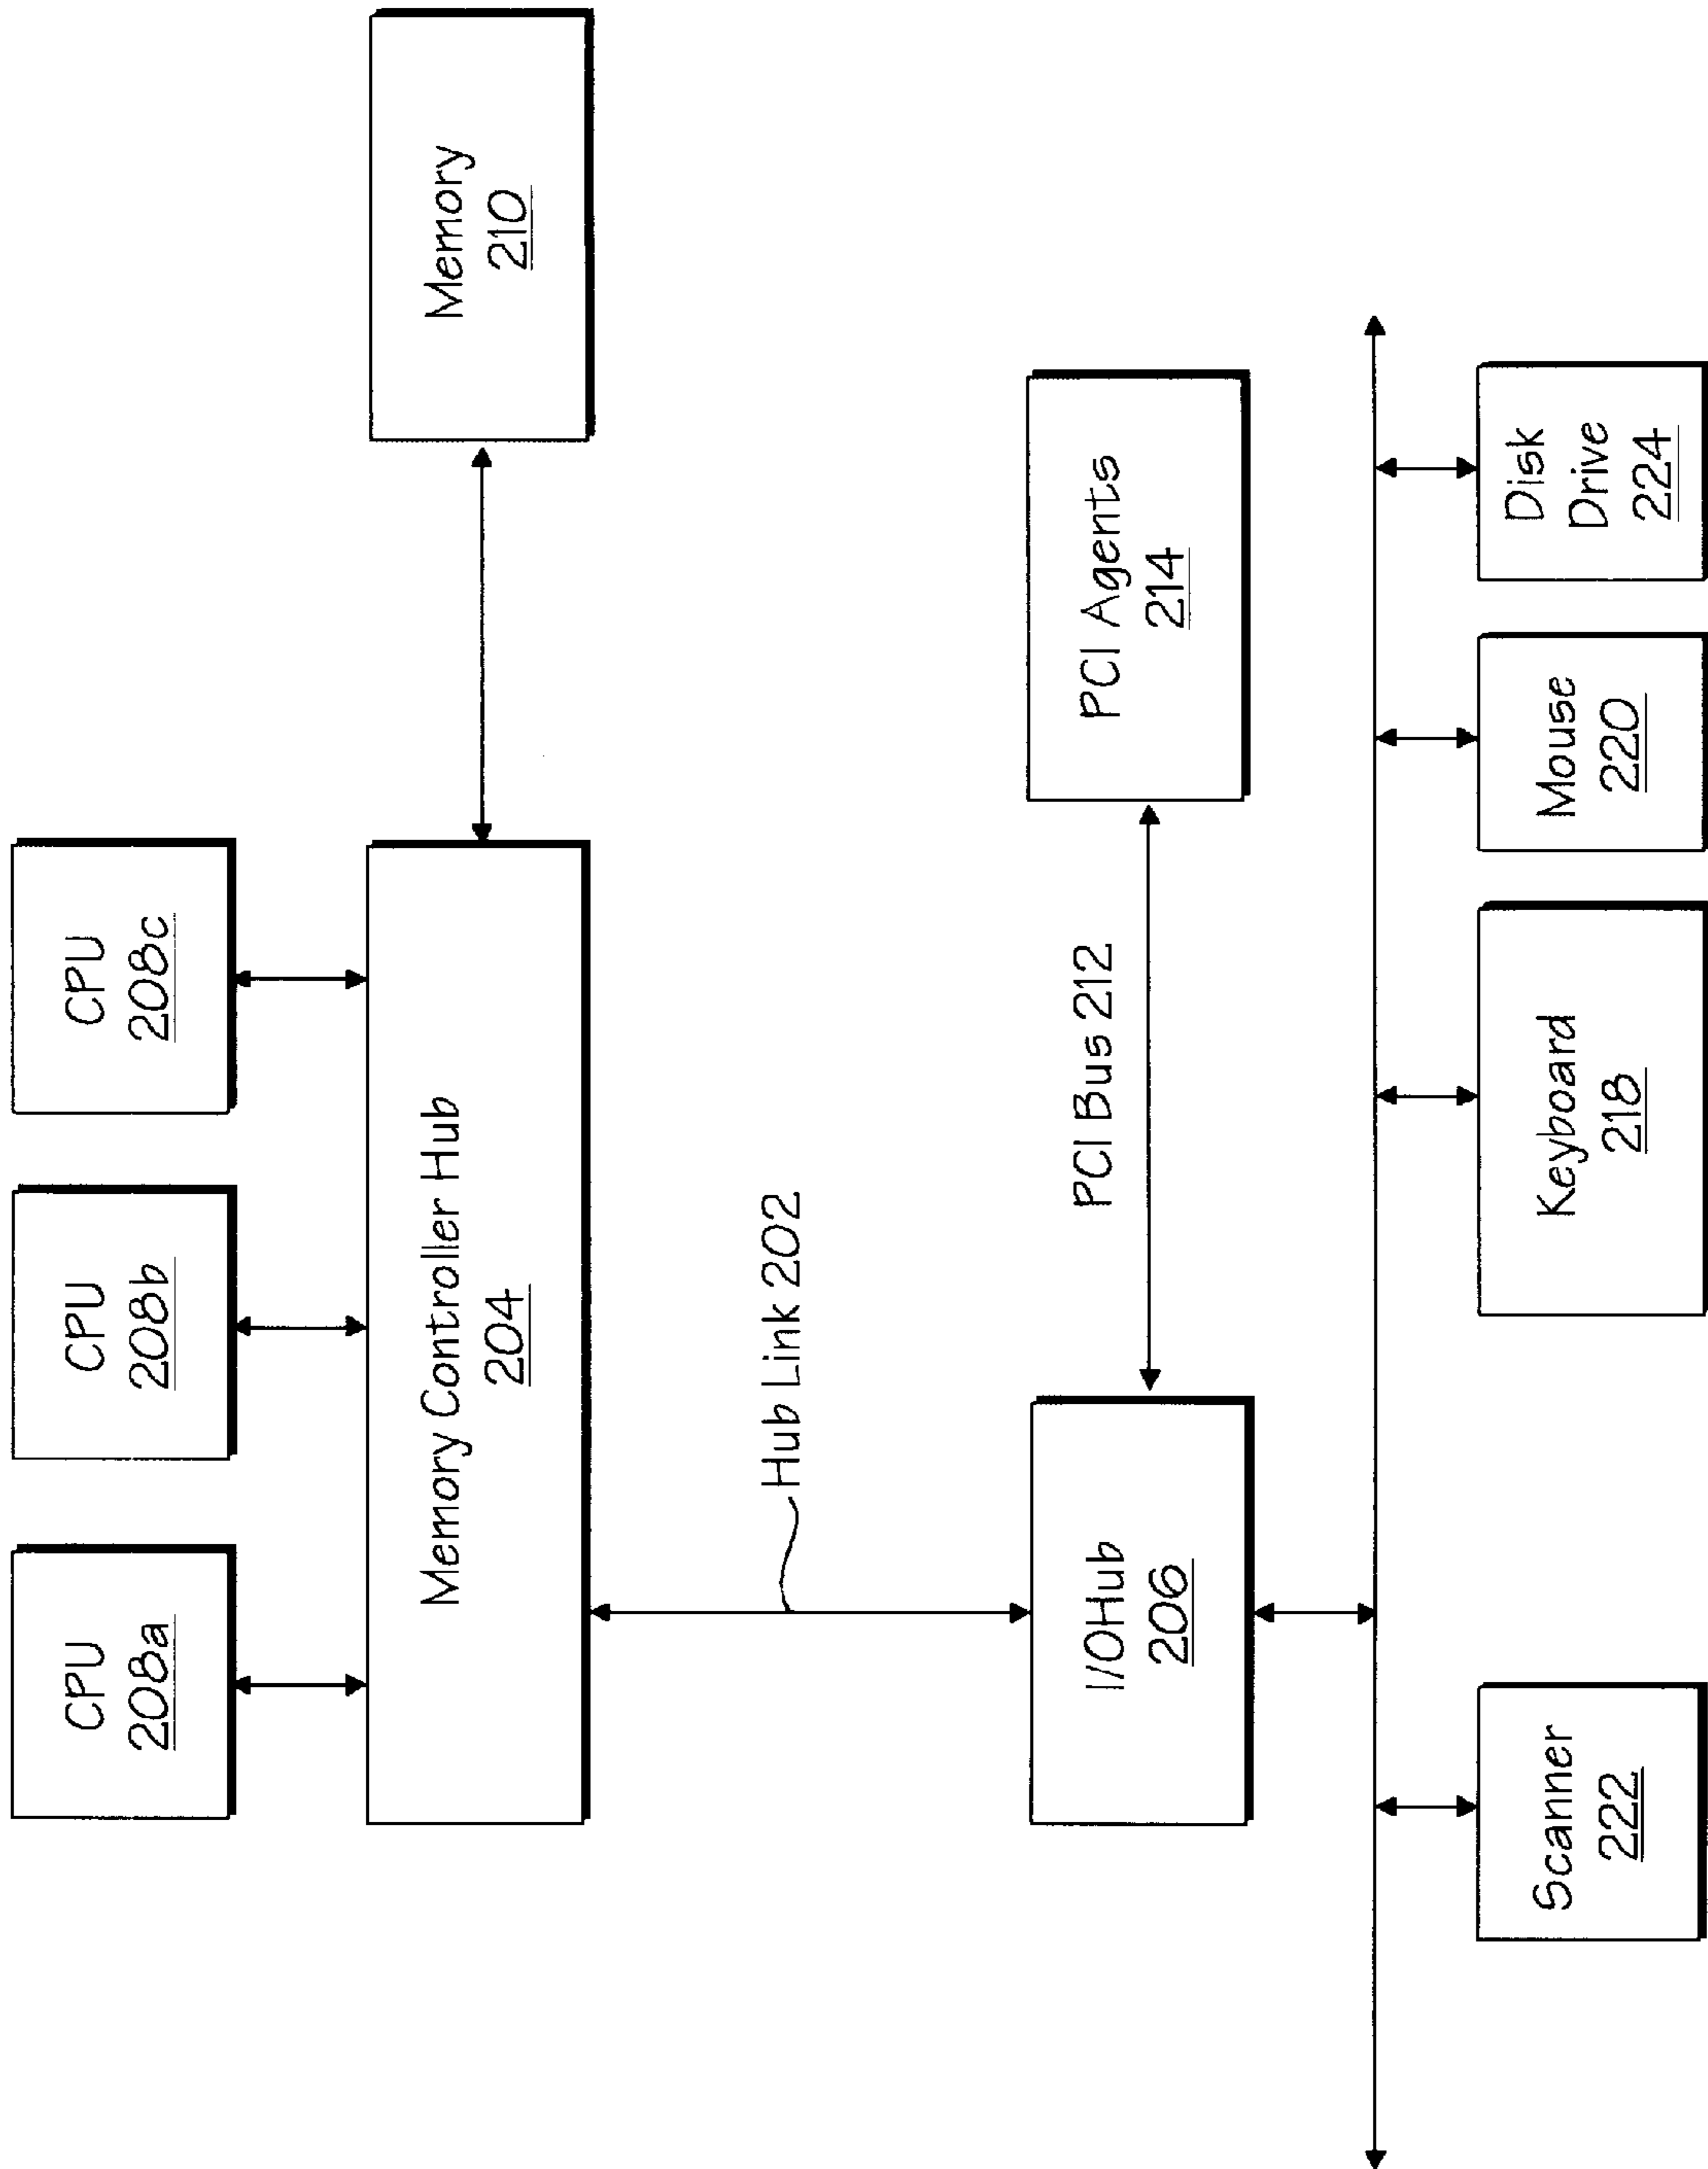 CPU
208a
CPU
208b
CPU
208c
Memory Controller Hub
204
Memory
210
Hub Link 202
I/OHub
206
PCI Bus 212
PCI Agents
214
Scanner
222
Keyboard
218
Mouse
220
Disk
Drive
224